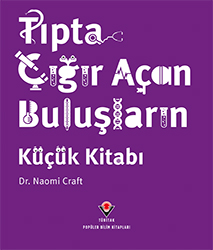 Tıpta
Çığır Açan
Buluşların
Küçük Kitabı
Dr. Naomi Craft
TÜBİTAK
POPÜLER BİLİM KİTAPLARI